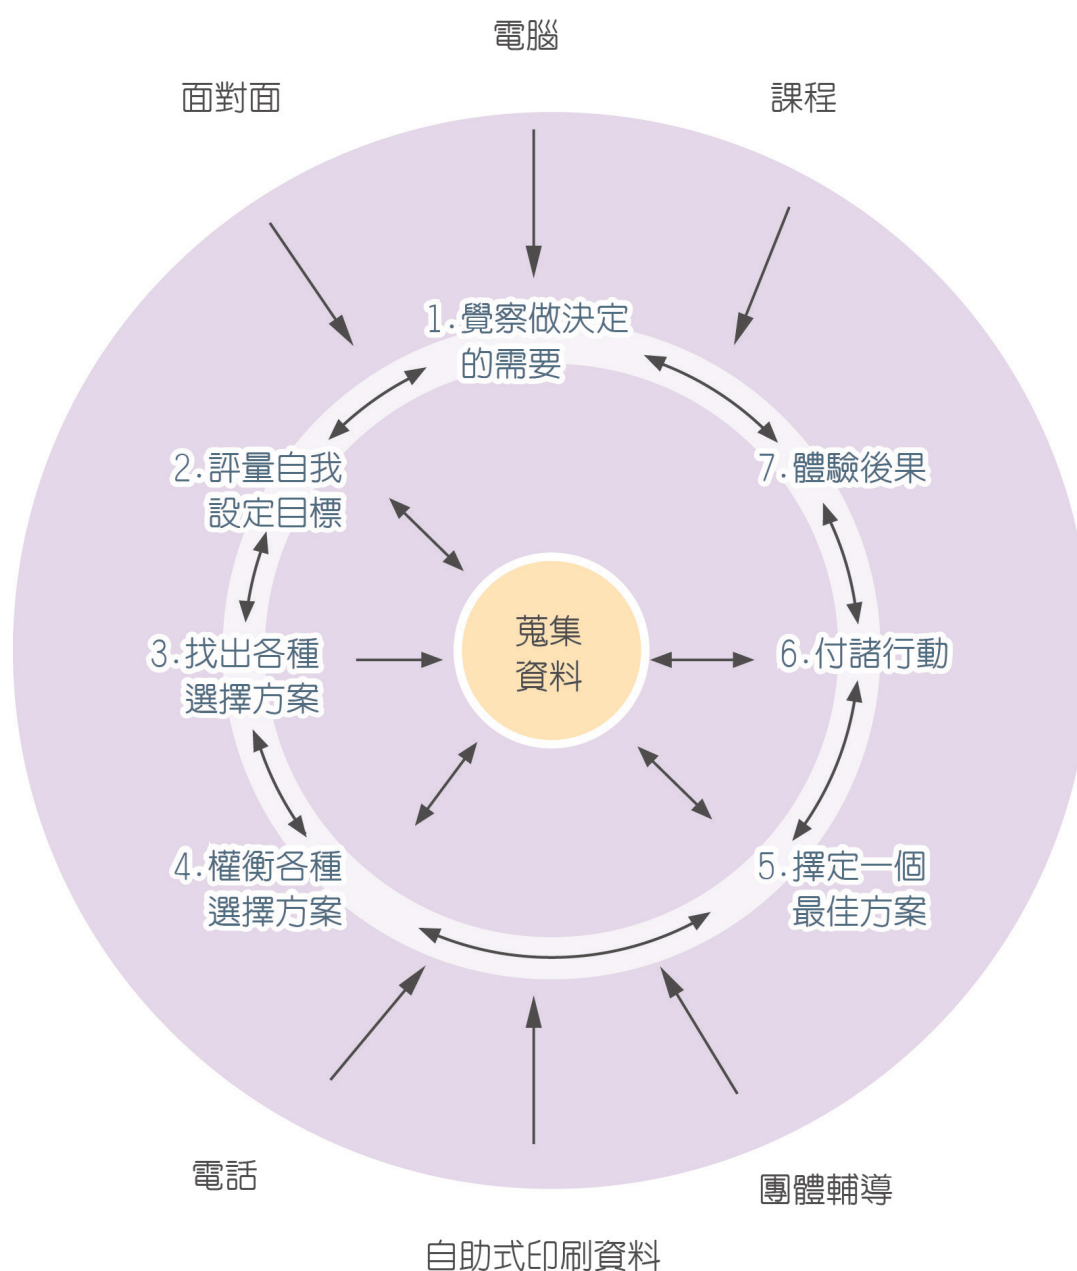 電腦
面對面
課程
1.覺察做決定
的需要
2.評量自我
設定目標
7.體驗後果
蒐集
資料
3.找出各種
選擇方案
6.付諸行動
4.權衡各種
選擇方案
5.擇定一個
最佳方案
電話
團體輔導
自助式印刷資料